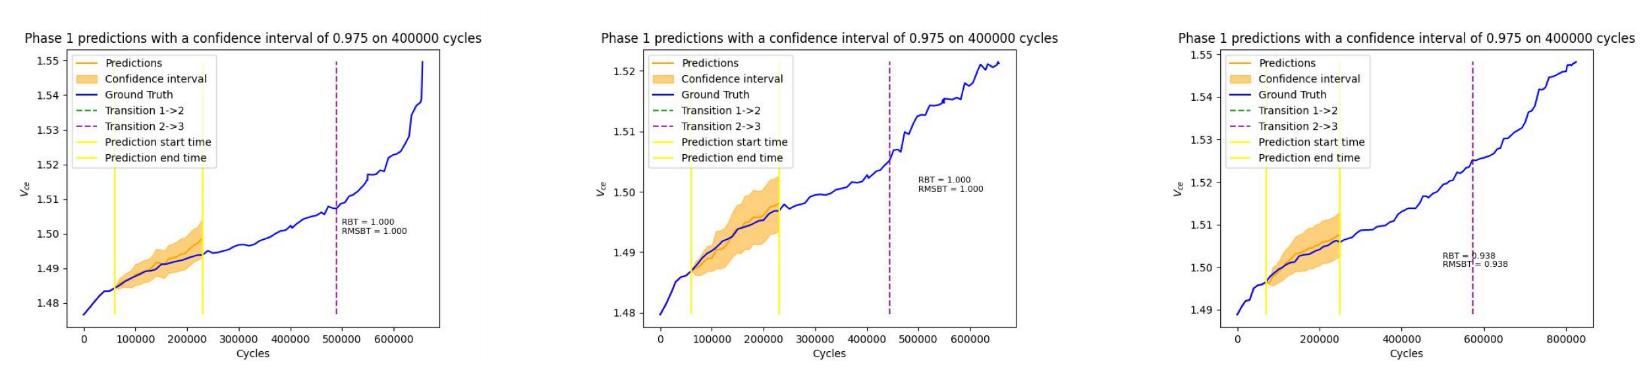 Phase 1 predictions with a confidence interval of 0.975 on 400000 cycles
1.55
1.54
1.53
1.52
1.51
1.50
1.49
1.48
V_ce
Predictions
Confidence interval
Ground Truth
Transition 1->2
Transition 2->3
Prediction start time
Prediction end time
RBT = 1.000
RMSBT = 1.000
0 100000 200000 300000 400000 500000 600000
Cycles
Phase 1 predictions with a confidence interval of 0.975 on 400000 cycles
1.52
1.51
1.50
1.49
1.48
V_ce
Predictions
Confidence interval
Ground Truth
Transition 1->2
Transition 2->3
Prediction start time
Prediction end time
RBT = 1.000
RMSBT = 1.000
0 100000 200000 300000 400000 500000 600000
Cycles
Phase 1 predictions with a confidence interval of 0.975 on 400000 cycles
1.55
1.54
1.53
1.52
1.51
1.50
1.49
V_ce
Predictions
Confidence interval
Ground Truth
Transition 1->2
Transition 2->3
Prediction start time
Prediction end time
RBT = 0.938
RMSBT = 0.938
0 200000 400000 600000 800000
Cycles